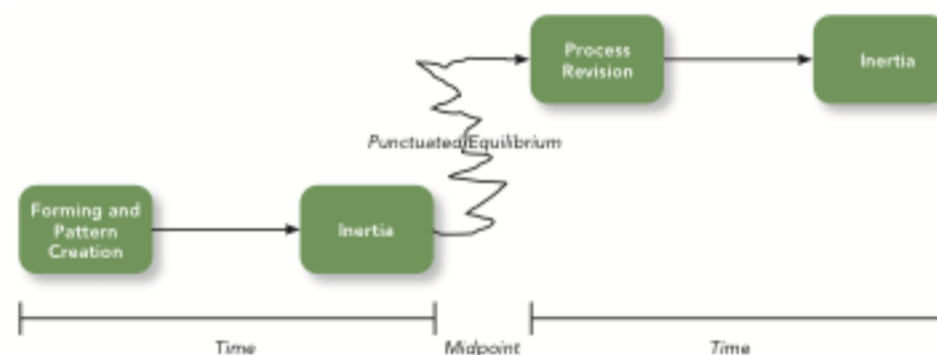 Process
Revision
Inertia
Punctuated Equilibrium
Forming and
Pattern
Creation
Inertia
Time
Midpoint
Time